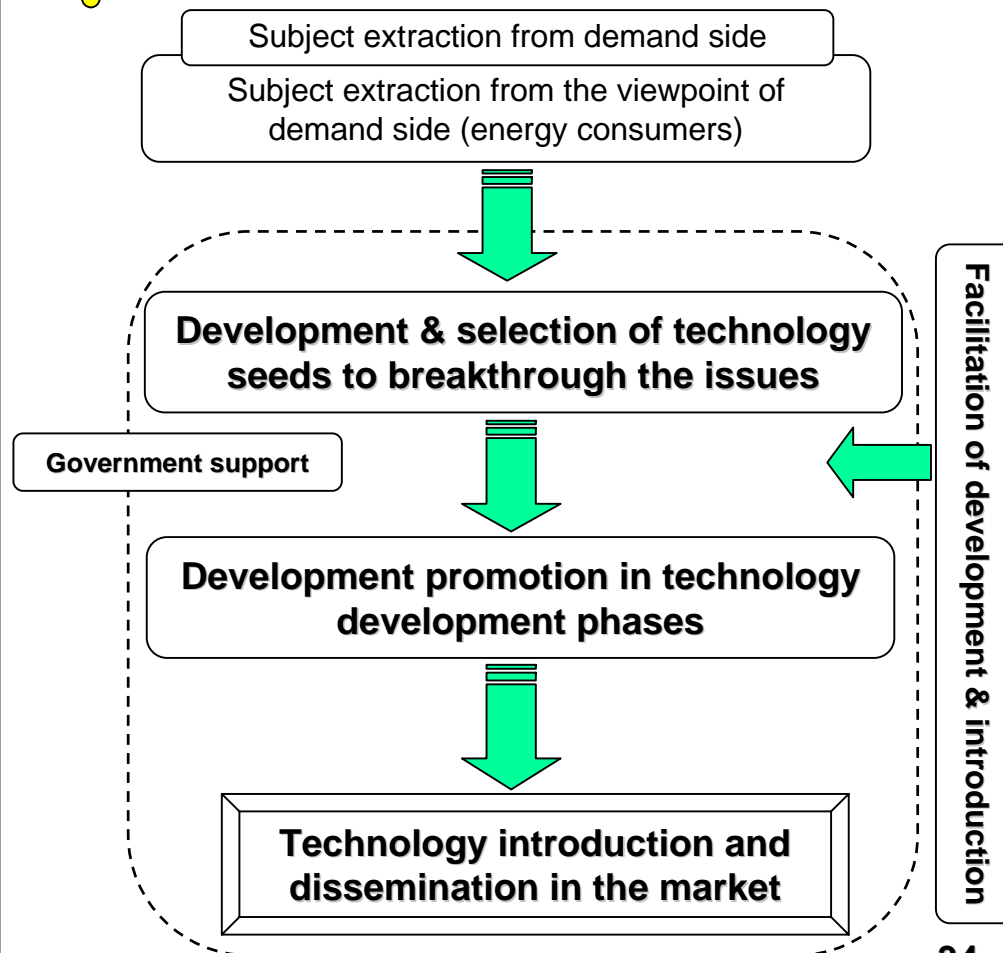 Subject extraction from demand side
Subject extraction from the viewpoint of
demand side (energy consumers)
Development & selection of technology
seeds to breakthrough the issues
Government support
Facilitation of development & introduction
Development promotion in technology
development phases
Technology introduction and
dissemination in the market